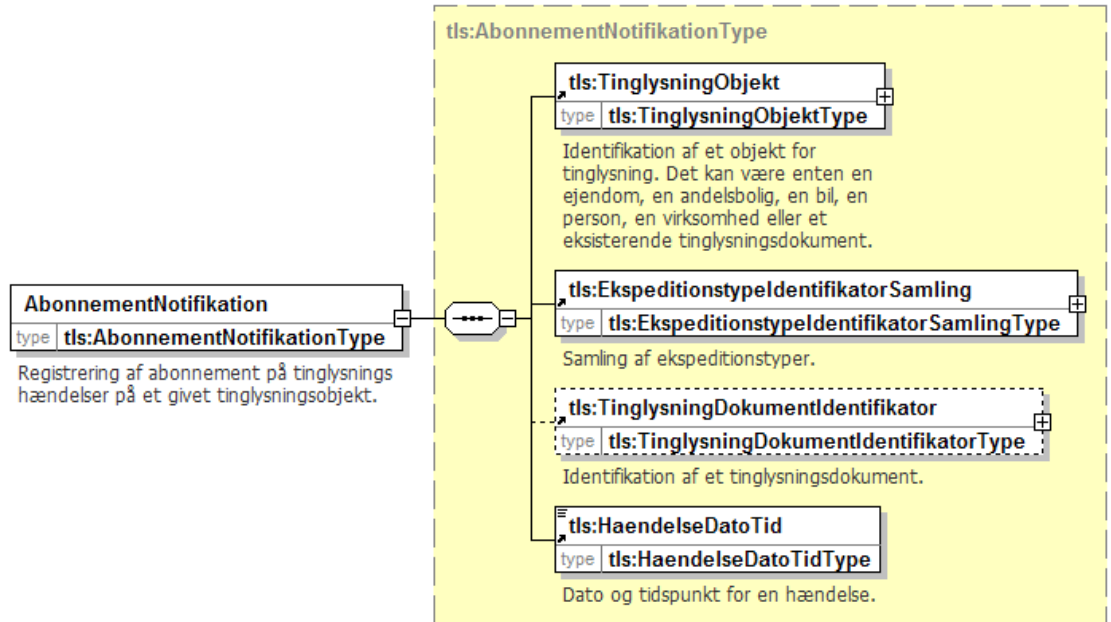 tls:AbonnementNotifikationType
tls:TinglysningObjekt
type tls:TinglysningObjektType
Identifikation af et objekt for
tinglysning. Det kan være enten en
ejendom, en andelsbolig, en bil, en
person, en virksomhed eller et
eksisterende tinglysningsdokument.
AbonnementNotifikation
type tls:AbonnementNotifikationType
Registrering af abonnement på tinglysnings
hændelser på et givet tinglysningsobjekt.
tls:EkspeditionstypeIdentifikatorSamling
type tls:EkspeditionstypeIdentifikatorSamlingType
Samling af ekspeditionstyper.
tls:TinglysningDokumentIdentifikator
type tls:TinglysningDokumentIdentifikatorType
Identifikation af et tinglysningsdokument.
tls:HaendelseDatoTid
type tls:HaendelseDatoTidType
Dato og tidspunkt for en hændelse.